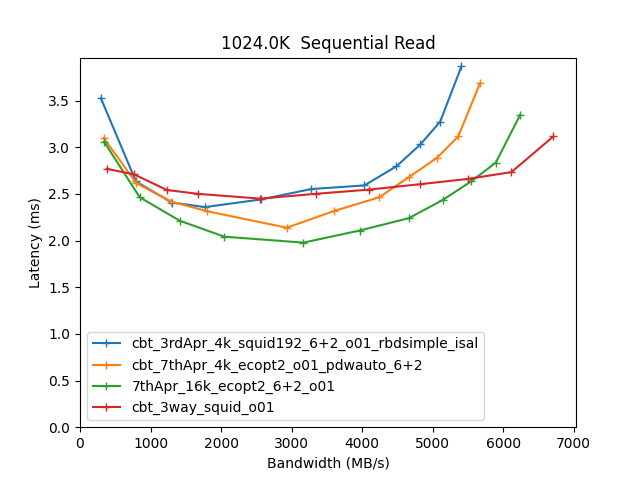 1024.0K  Sequential Read
Latency (ms)
3.5
3.0
2.5
2.0
1.5
1.0
0.5
0.0
cbt_3rdApr_4k_squid192_6+2_o01_rbdsimple_isal
cbt_7thApr_4k_ecopt2_o01_pdwauto_6+2
7thApr_16k_ecopt2_6+2_o01
cbt_3way_squid_o01
0 1000 2000 3000 4000 5000 6000 7000
Bandwidth (MB/s)